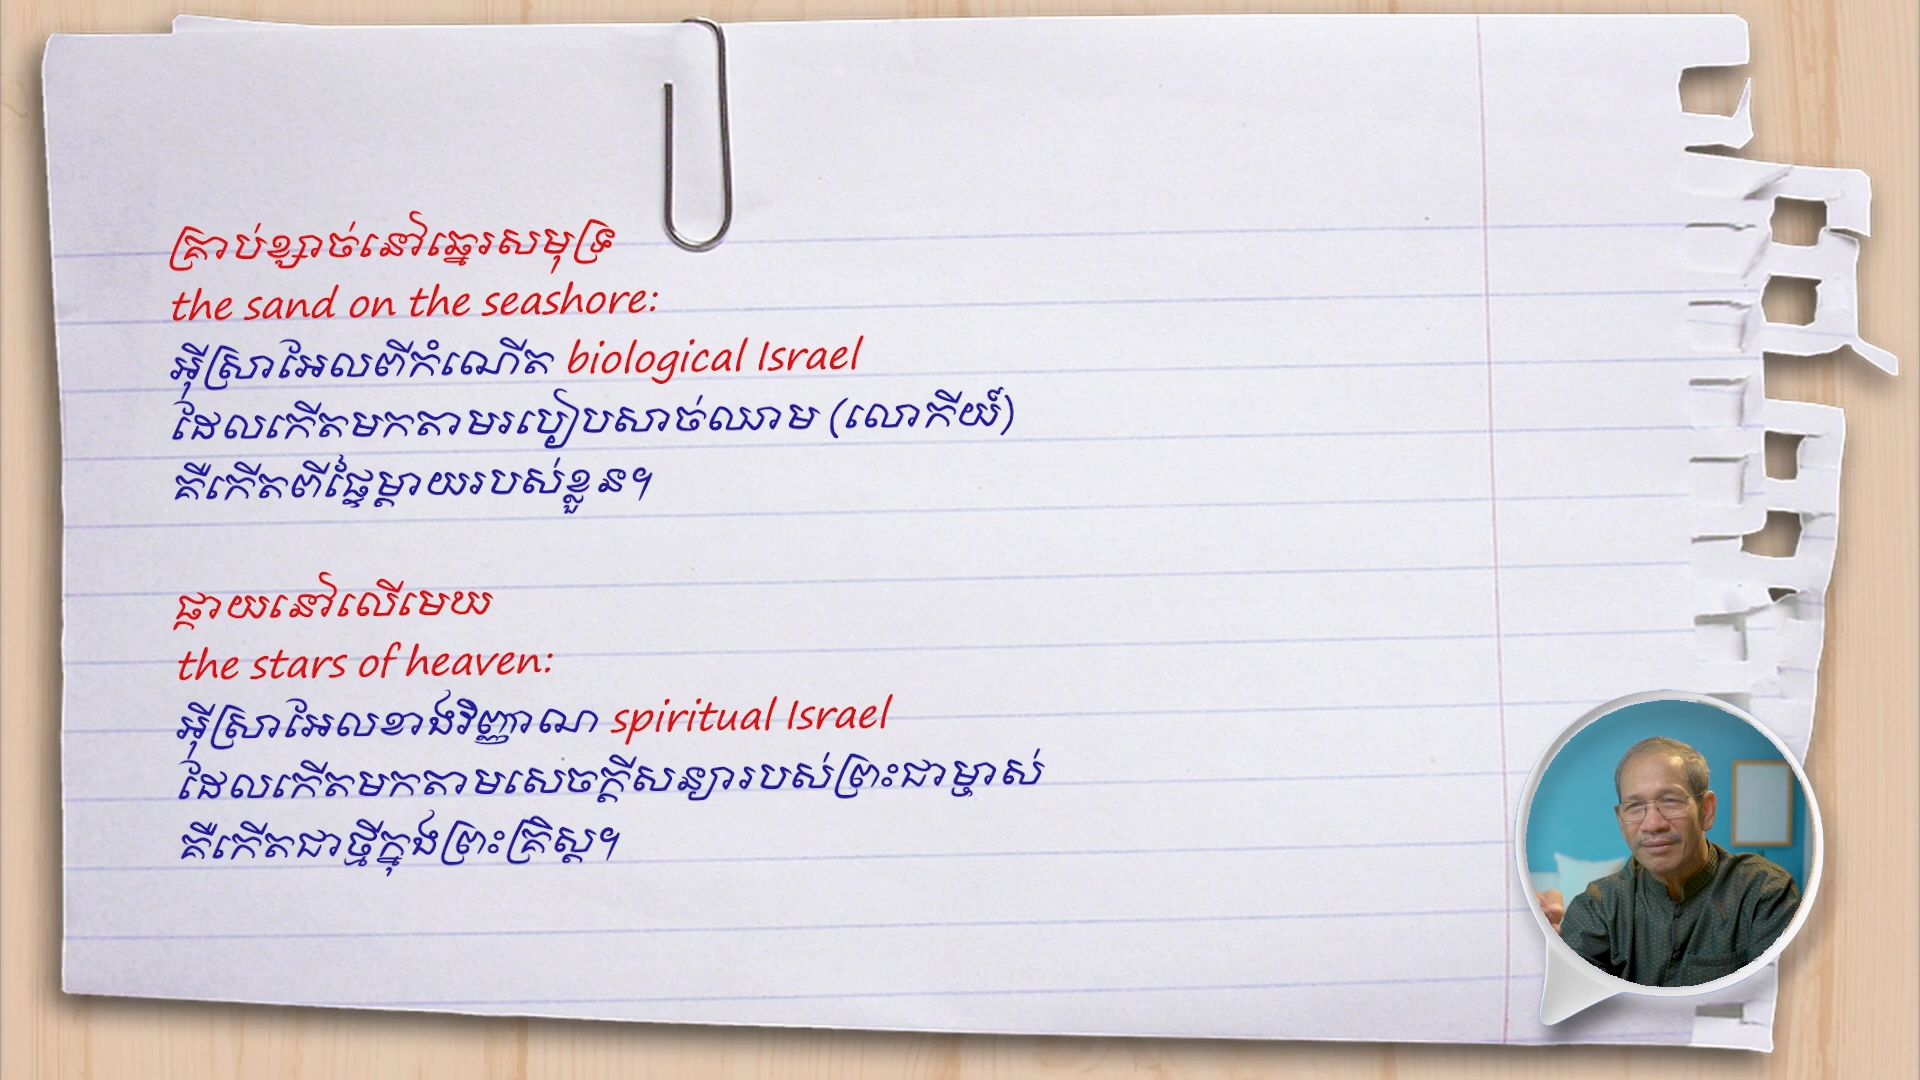 គ្រាប់ខ្សាច់នៅឆ្នេរសមុទ្រ
the sand on the seashore:
អ៊ីស្រាអែលពីកំណើត biological Israel
ដែលកើតមកតាមរបៀបសាច់ឈាម (លោកីយ៍)
គឺកើតពីផ្ទៃម្តាយរបស់ខ្លួន។
ផ្កាយនៅលើមេឃ
the stars of heaven:
អ៊ីស្រាអែលខាងវិញ្ញាណ spiritual Israel
ដែលកើតមកតាមសេចក្តីសន្យារបស់ព្រះជាម្ចាស់
គឺកើតជាថ្មីក្នុងព្រះគ្រិស្ត។